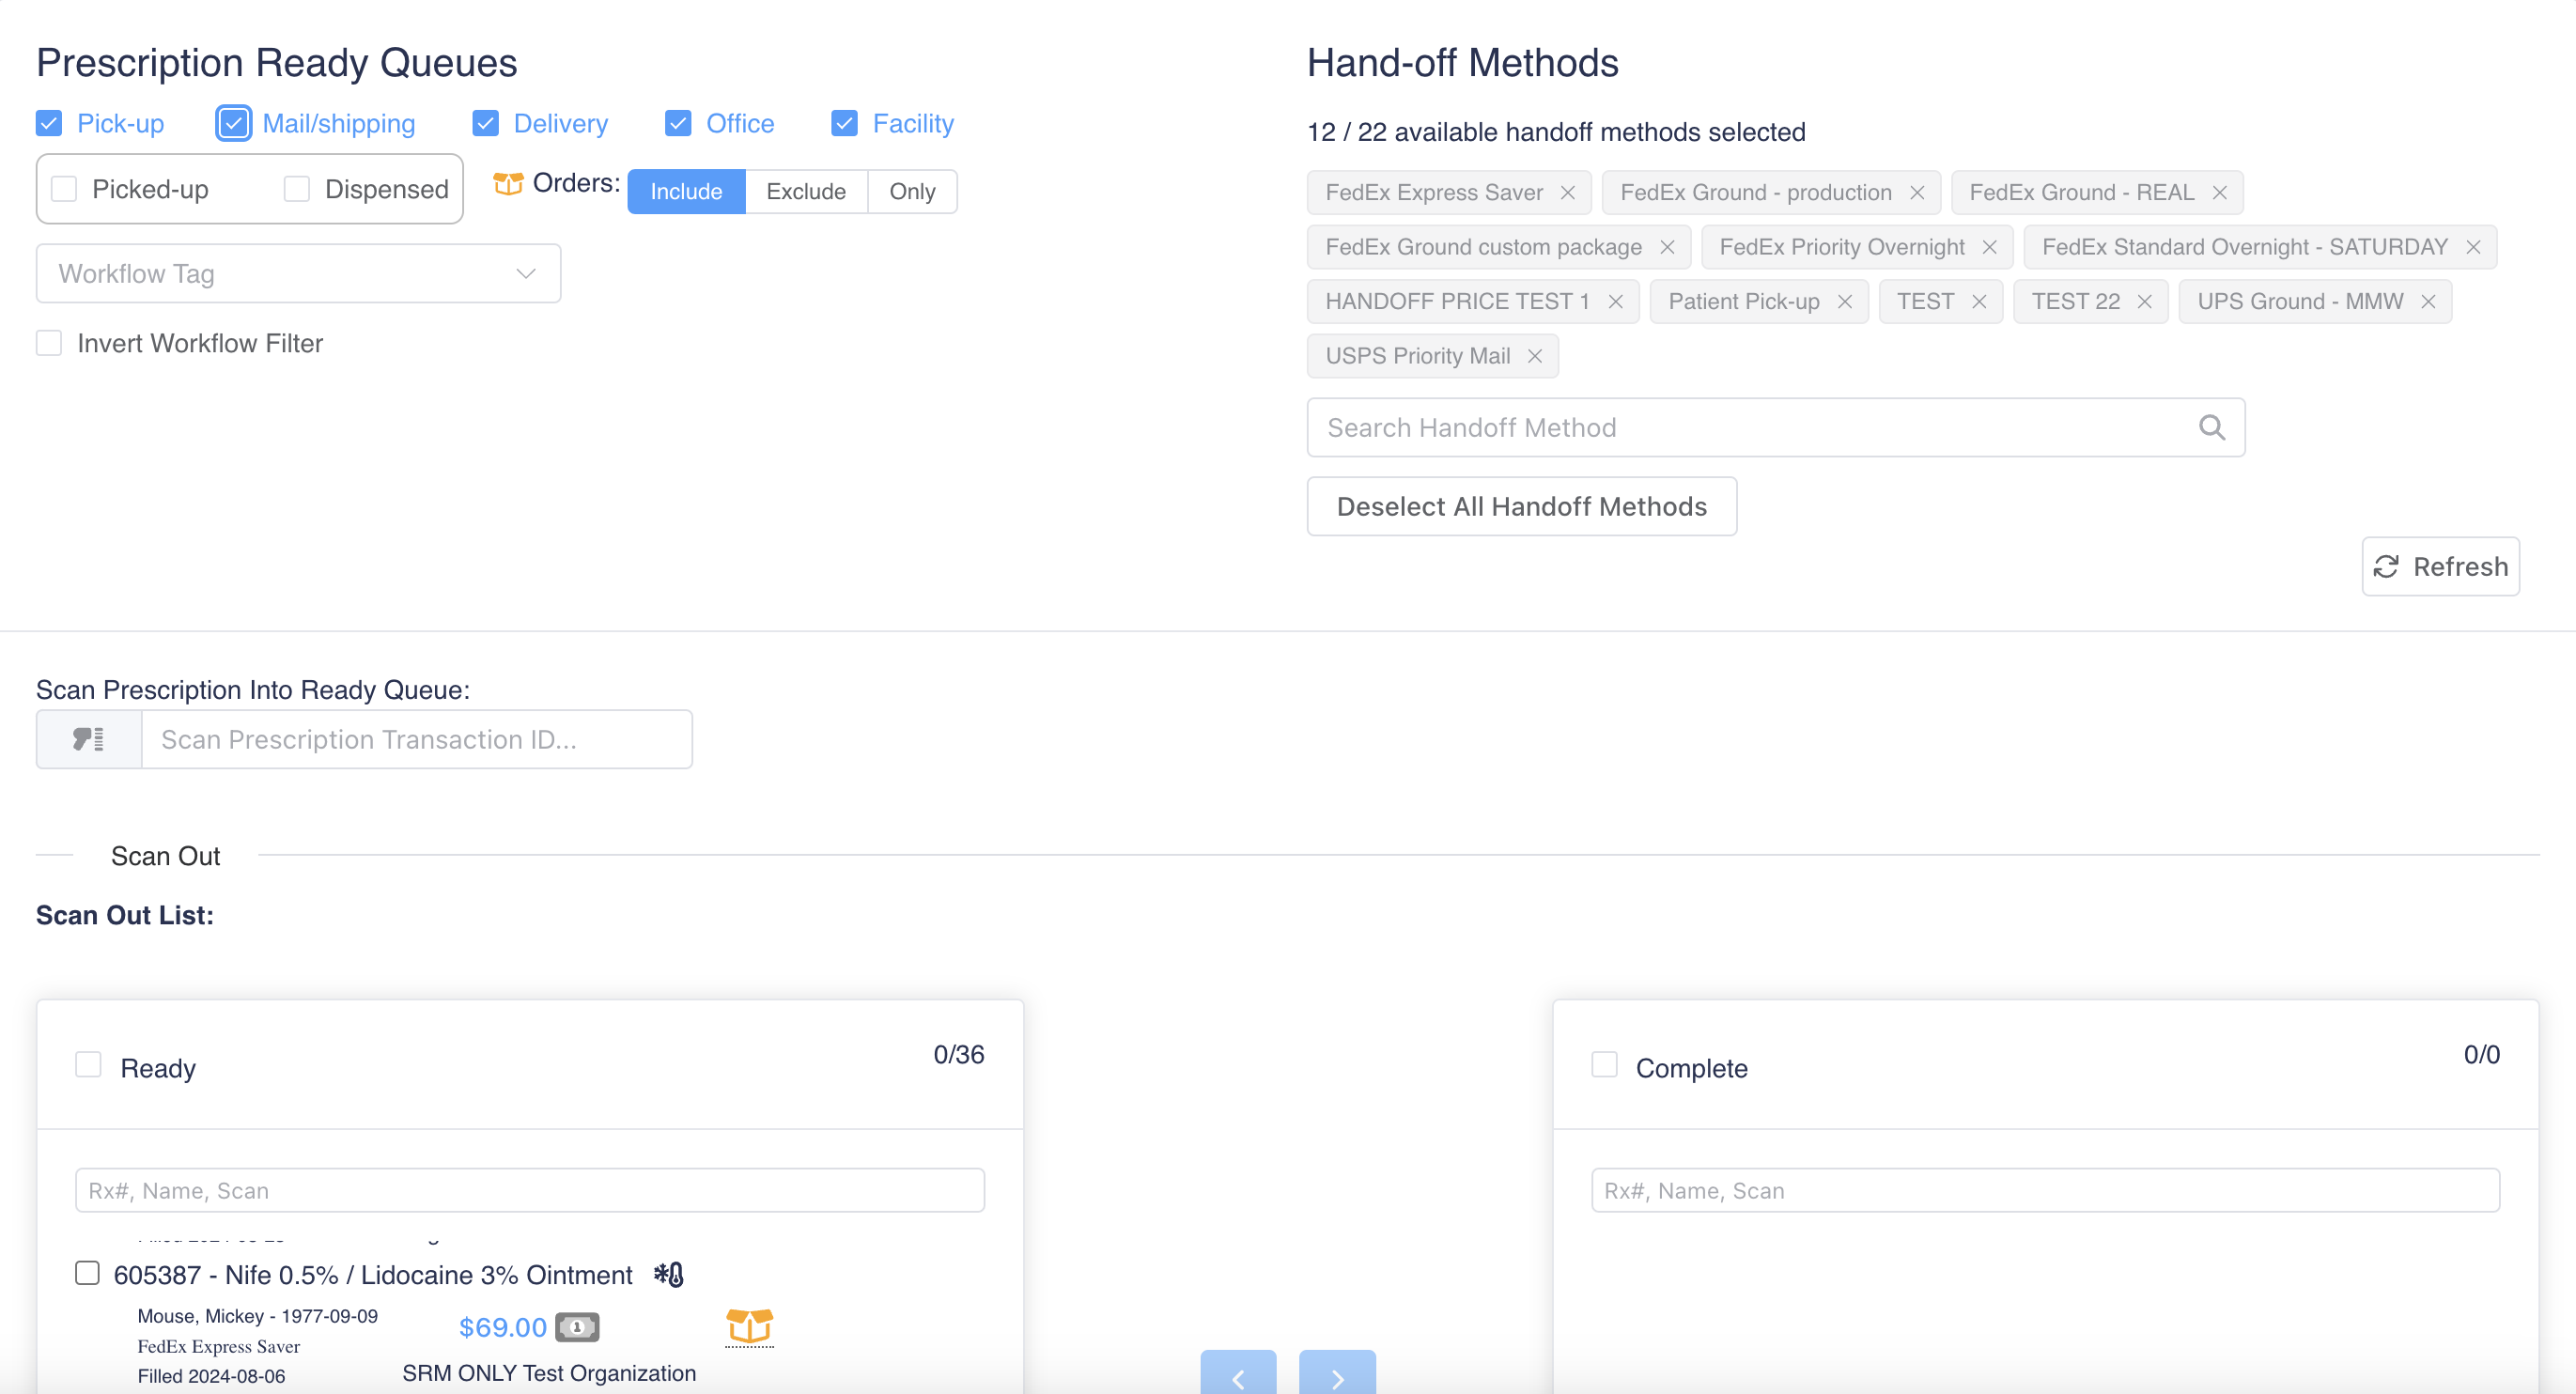 Prescription Ready Queues
Pick-up Mail/shipping Delivery Office Facility
Picked-up Dispensed Orders: Include Exclude Only
Workflow Tag
Invert Workflow Filter
Hand-off Methods
12 / 22 available handoff methods selected
FedEx Express Saver FedEx Ground - production FedEx Ground - REAL
FedEx Ground custom package FedEx Priority Overnight FedEx Standard Overnight - SATURDAY
HANDOFF PRICE TEST 1 Patient Pick-up TEST TEST 22 UPS Ground - MMW
USPS Priority Mail
Search Handoff Method
Deselect All Handoff Methods
Refresh
Scan Prescription Into Ready Queue:
Scan Prescription Transaction ID...
Scan Out
Scan Out List:
Ready 0/36
Rx#, Name, Scan
605387 - Nife 0.5% / Lidocaine 3% Ointment
Mouse, Mickey - 1977-09-09
FedEx Express Saver
Filled 2024-08-06
$69.00 1
SRM ONLY Test Organization
Complete 0/0
Rx#, Name, Scan